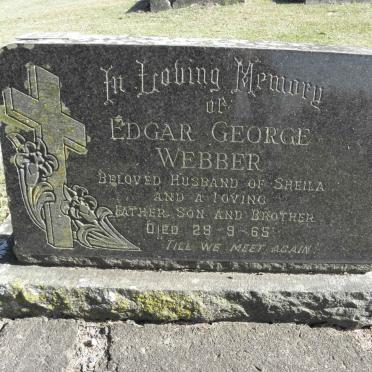 In Loving Memory
OF
EDGAR GEORGE
WEBBER
BELOVED HUSBAND OF SHEILA
AND A LOVING
FATHER SON AND BROTHER
DIED 29-9-65
TILL WE MEET AGAIN